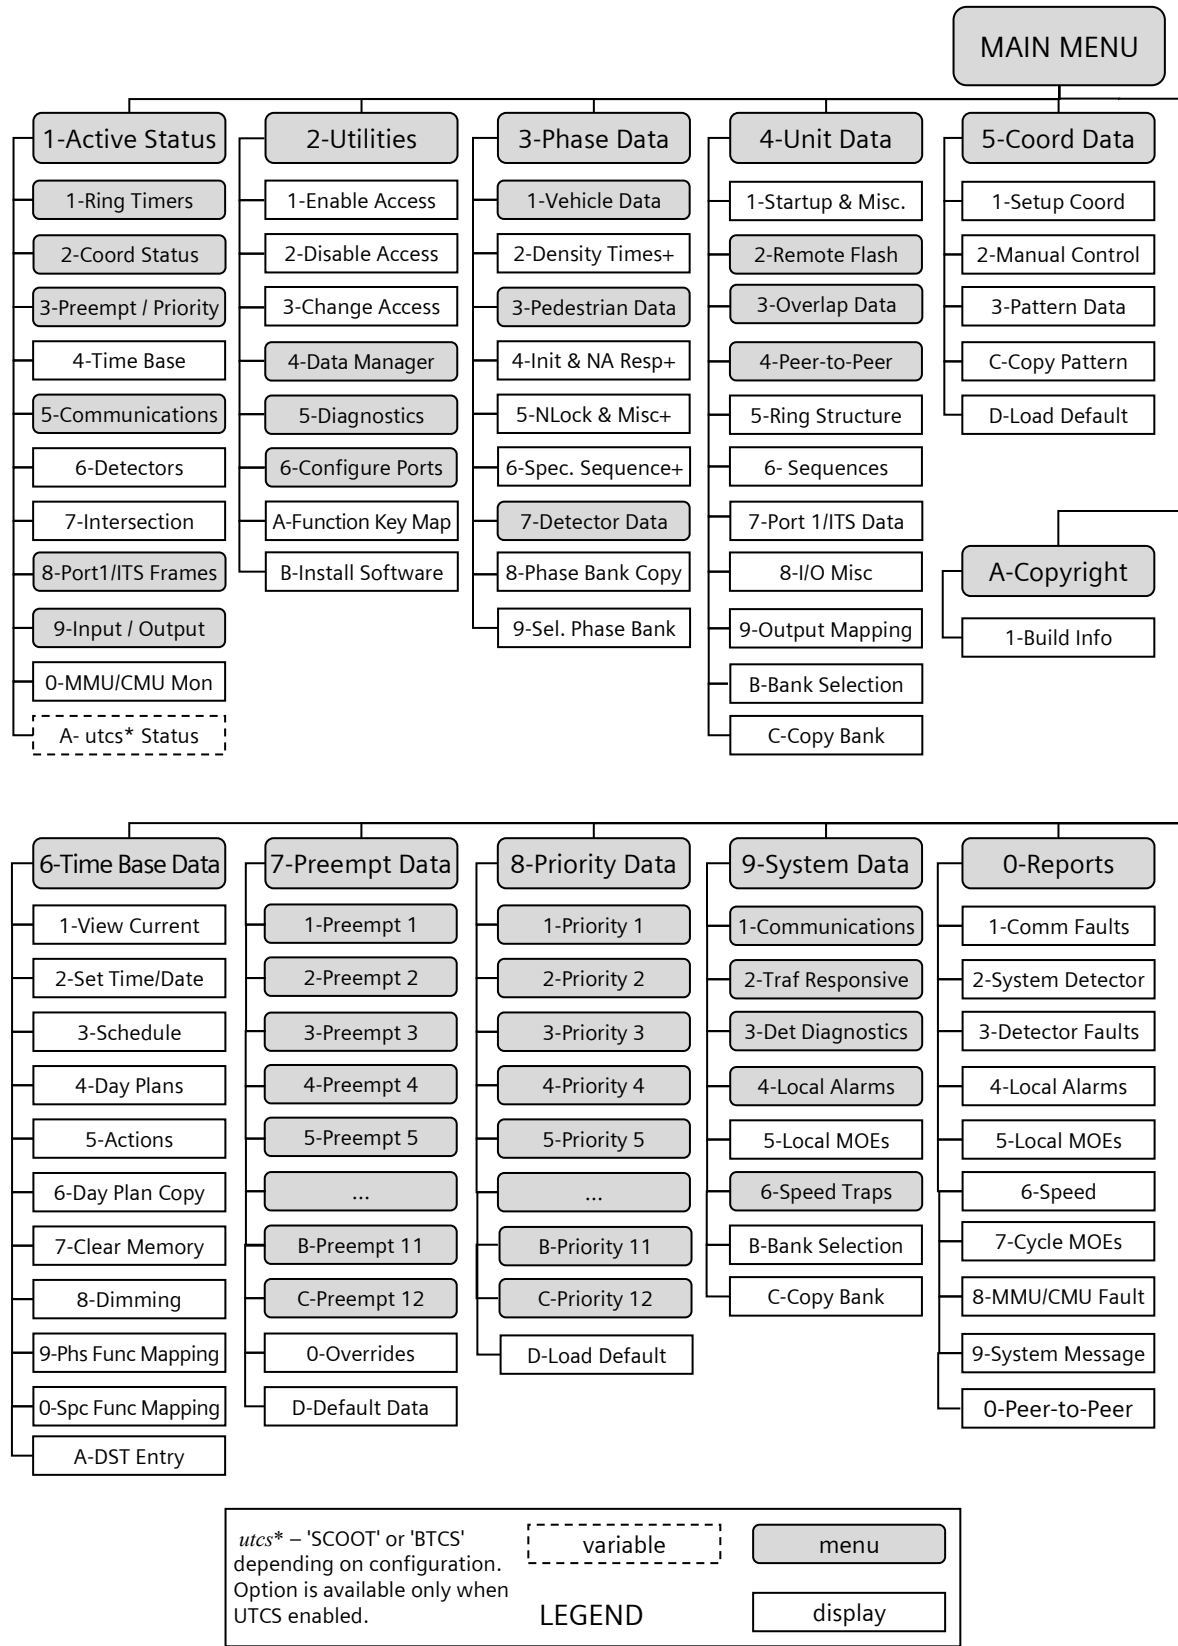 MAIN MENU
1-Active Status
1-Ring Timers
2-Coord Status
3-Preempt / Priority
4-Time Base
5-Communications
6-Detectors
7-Intersection
8-Port1/ITS Frames
9-Input / Output
0-MMU/CMU Mon
A- utcs* Status
2-Utilities
1-Enable Access
2-Disable Access
3-Change Access
4-Data Manager
5-Diagnostics
6-Configure Ports
A-Function Key Map
B-Install Software
3-Phase Data
1-Vehicle Data
2-Density Times+
3-Pedestrian Data
4-Init & NA Resp+
5-NLock & Misc+
6-Spec. Sequence+
7-Detector Data
8-Phase Bank Copy
9-Sel. Phase Bank
4-Unit Data
1-Startup & Misc.
2-Remote Flash
3-Overlap Data
4-Peer-to-Peer
5-Ring Structure
6- Sequences
7-Port 1/ITS Data
8-I/O Misc
9-Output Mapping
B-Bank Selection
C-Copy Bank
5-Coord Data
1-Setup Coord
2-Manual Control
3-Pattern Data
C-Copy Pattern
D-Load Default
A-Copyright
1-Build Info
6-Time Base Data
1-View Current
2-Set Time/Date
3-Schedule
4-Day Plans
5-Actions
6-Day Plan Copy
7-Clear Memory
8-Dimming
9-Phs Func Mapping
0-Spc Func Mapping
A-DST Entry
7-Preempt Data
1-Preempt 1
2-Preempt 2
3-Preempt 3
4-Preempt 4
5-Preempt 5
...
B-Preempt 11
C-Preempt 12
0-Overrides
D-Default Data
8-Priority Data
1-Priority 1
2-Priority 2
3-Priority 3
4-Priority 4
5-Priority 5
...
B-Priority 11
C-Priority 12
D-Load Default
9-System Data
1-Communications
2-Traf Responsive
3-Det Diagnostics
4-Local Alarms
5-Local MOEs
6-Speed Traps
B-Bank Selection
C-Copy Bank
0-Reports
1-Comm Faults
2-System Detector
3-Detector Faults
4-Local Alarms
5-Local MOEs
6-Speed
7-Cycle MOEs
8-MMU/CMU Fault
9-System Message
0-Peer-to-Peer
utcs* – 'SCOOT' or 'BTCS'
depending on configuration.
Option is available only when
UTCS enabled.
variable
menu
LEGEND
display